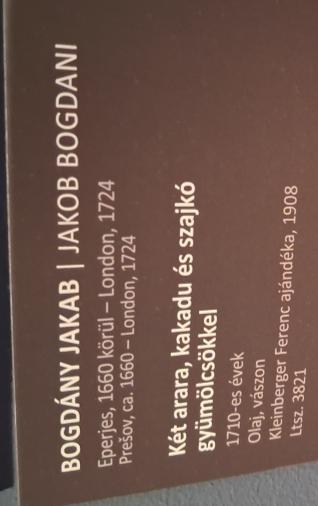 BOGDÁNY JAKAB | JAKOB BOGDANI
Eperjes, 1660 körül – London, 1724
Prešov, ca. 1660 – London, 1724
Két arara, kakadu és szajkó
gyümölcsökkel
1710-es évek
Olaj, vászon
Kleinberger Ferenc ajándéka, 1908
Ltsz. 3821